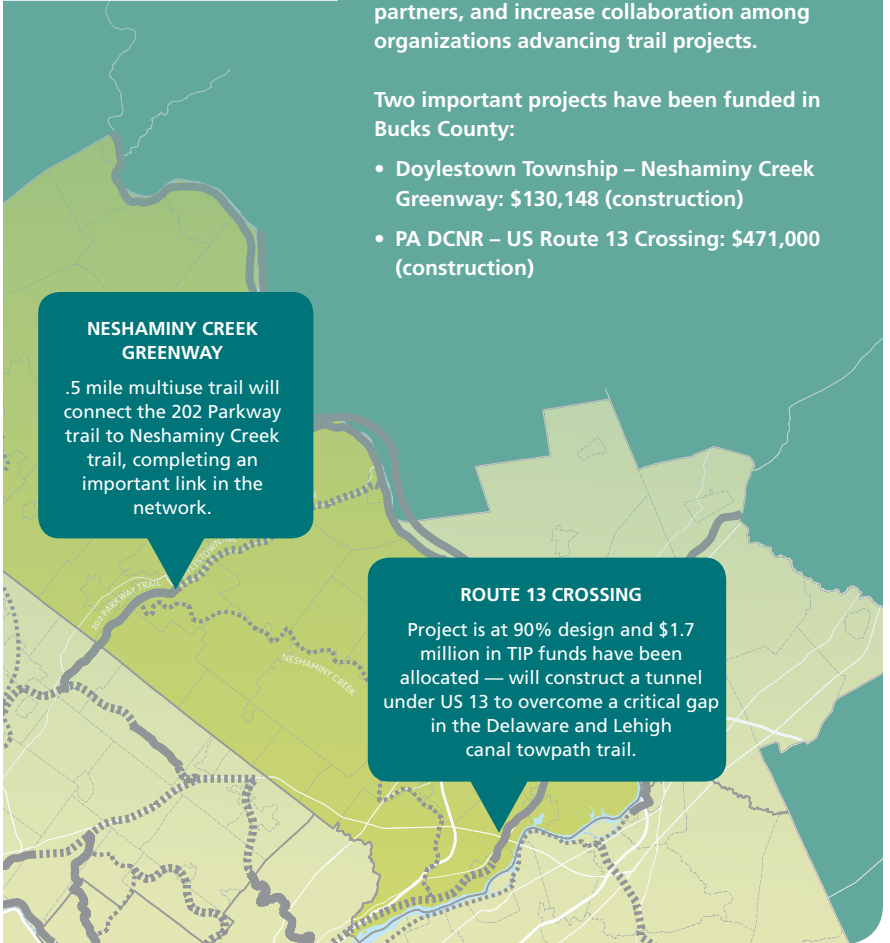 partners, and increase collaboration among
organizations advancing trail projects.
Two important projects have been funded in
Bucks County:
• Doylestown Township – Neshaminy Creek
Greenway: $130,148 (construction)
• PA DCNR – US Route 13 Crossing: $471,000
(construction)
NESHAMINY CREEK
GREENWAY
.5 mile multiuse trail will
connect the 202 Parkway
trail to Neshaminy Creek
trail, completing an
important link in the
network.
202 PARKWAY TRAIL
NESHAMINY CREEK
ROUTE 13 CROSSING
Project is at 90% design and $1.7
million in TIP funds have been
allocated — will construct a tunnel
under US 13 to overcome a critical gap
in the Delaware and Lehigh
canal towpath trail.